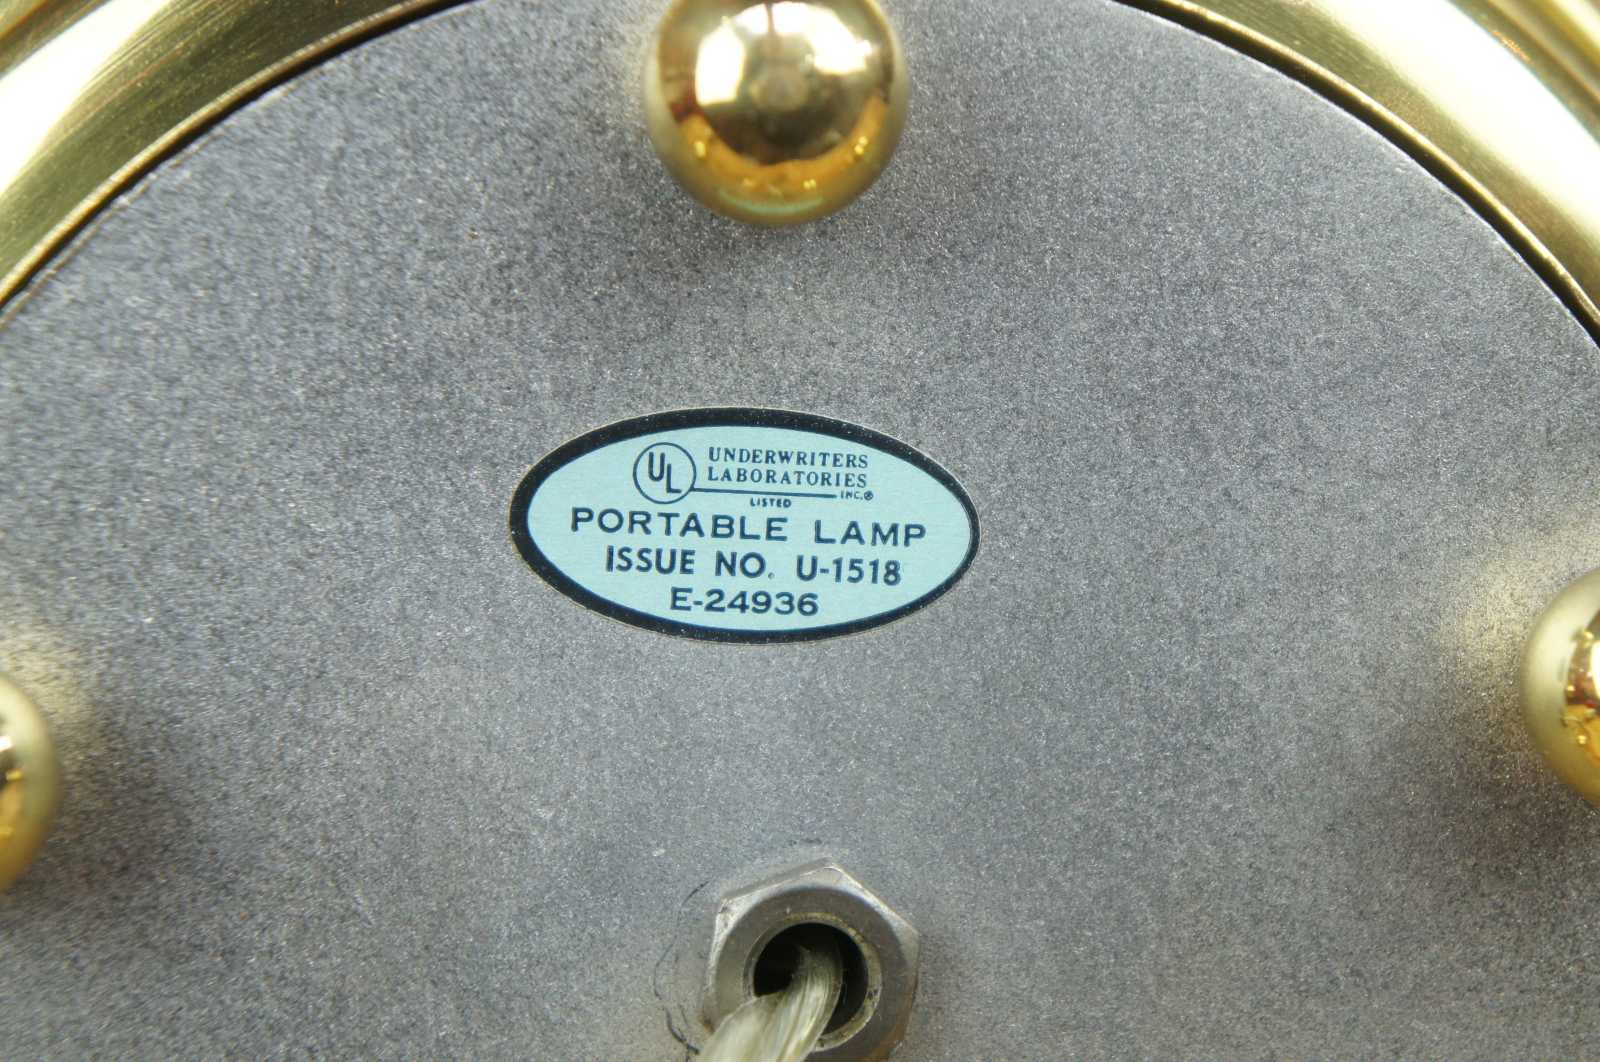 UL UNDERWRITERS
LABORATORIES
INC.®
LISTED
PORTABLE LAMP
ISSUE NO. U-1518
E-24936